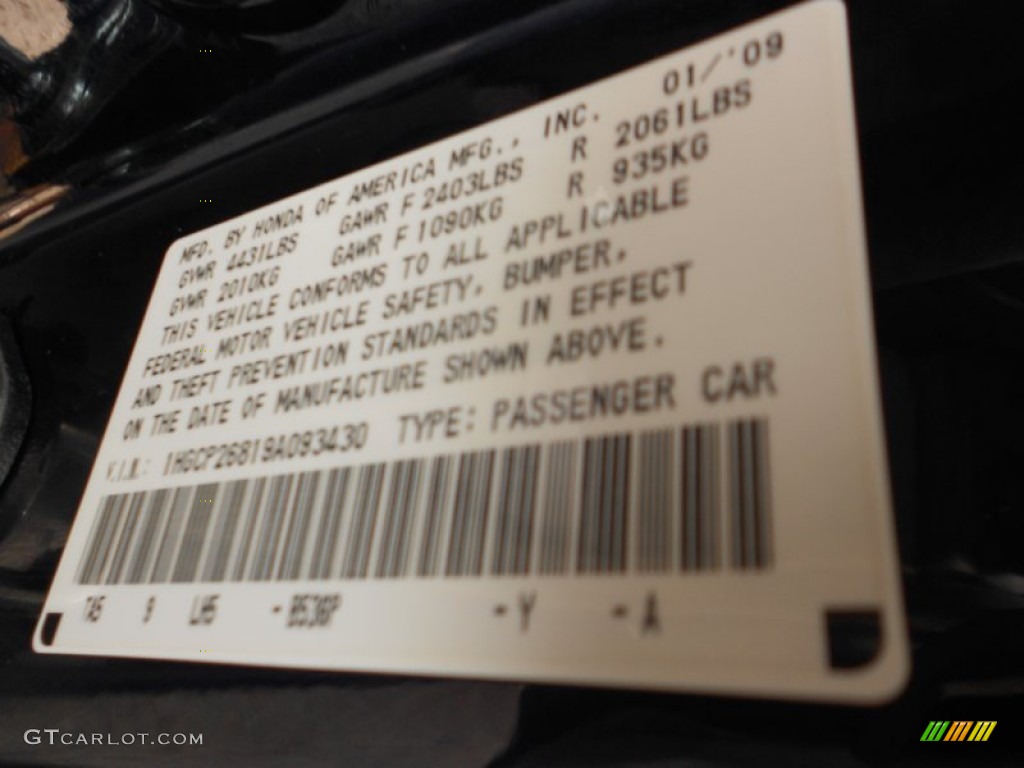 MFD. BY HONDA OF AMERICA MFG., INC. 01/'09
GVWR 4431LBS GAWR F 2403LBS R 2061LBS
GVWR 2010KG GAWR F 1090KG R 935KG
THIS VEHICLE CONFORMS TO ALL APPLICABLE
FEDERAL MOTOR VEHICLE SAFETY, BUMPER,
AND THEFT PREVENTION STANDARDS IN EFFECT
ON THE DATE OF MANUFACTURE SHOWN ABOVE.
V.I.N.: 1HGCP26819A093430 TYPE: PASSENGER CAR
TA5 9 LH5 -B536P -Y -A
GTCARLOT.COM